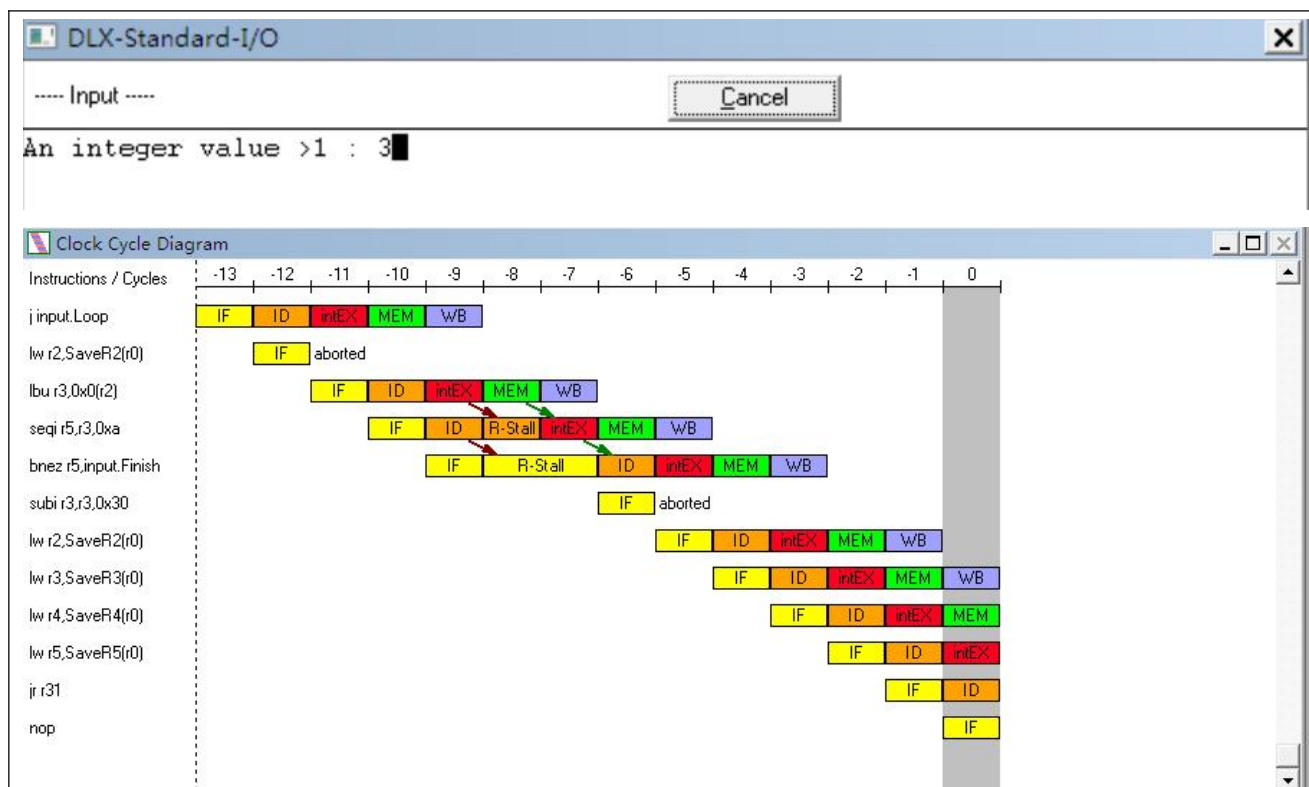 DLX-Standard-I/O
----- Input ----- Cancel
An integer value >1 : 3
Clock Cycle Diagram
Instructions / Cycles -13 -12 -11 -10 -9 -8 -7 -6 -5 -4 -3 -2 -1 0
j input.Loop IF ID intEX MEM WB
lw r2,SaveR2(r0) IF aborted
lbu r3,0x0(r2) IF ID intEX MEM WB
seqi r5,r3,0xa IF ID R-Stall intEX MEM WB
bnez r5,input.Finish IF R-Stall ID intEX MEM WB
subi r3,r3,0x30 IF aborted
lw r2,SaveR2(r0) IF ID intEX MEM WB
lw r3,SaveR3(r0) IF ID intEX MEM WB
lw r4,SaveR4(r0) IF ID intEX MEM
lw r5,SaveR5(r0) IF ID intEX
jr r31 IF ID
nop IF